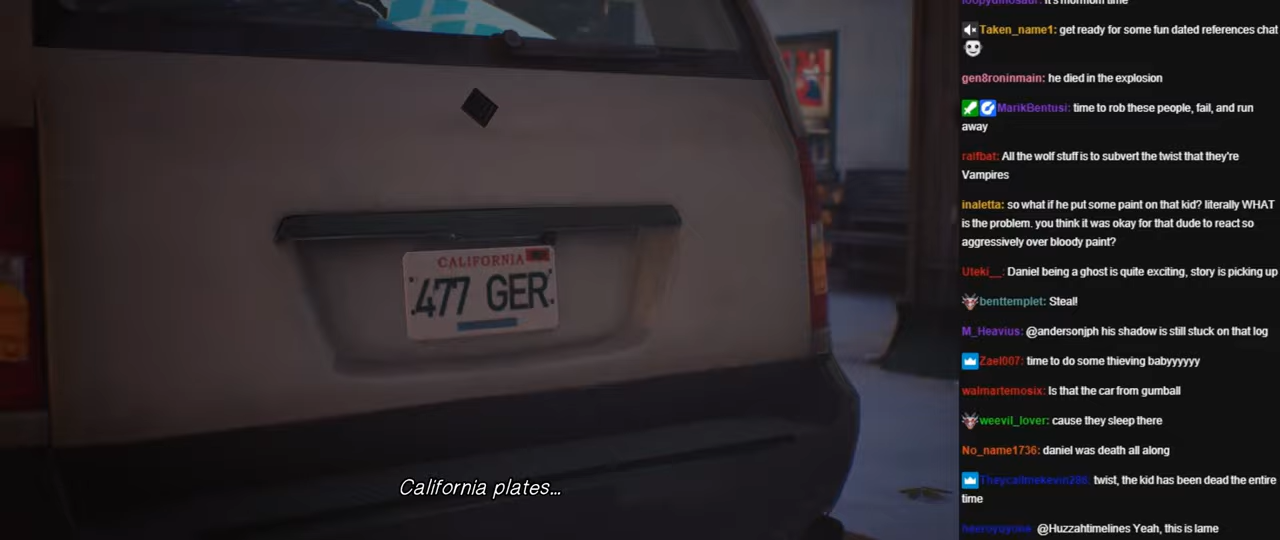 it's mormom time
Taken_name1: get ready for some fun dated references chat
gen8roninmain: he died in the explosion
MarikBentusi: time to rob these people, fail, and run
away
ralfbat: All the wolf stuff is to subvert the twist that they're
Vampires
inaletta: so what if he put some paint on that kid? literally WHAT
is the problem. you think it was okay for that dude to react so
aggressively over bloody paint?
Uteki__: Daniel being a ghost is quite exciting, story is picking up
benttemplet: Steal!
M_Heavius: @andersonjph his shadow is still stuck on that log
Zael007: time to do some thieving babyyyyyy
walmartemosix: Is that the car from gumball
weevil_lover: cause they sleep there
No_name1736: daniel was death all along
twist, the kid has been dead the entire
time
@Huzzahtimelines Yeah, this is lame
CALIFORNIA
477 GER
California plates...